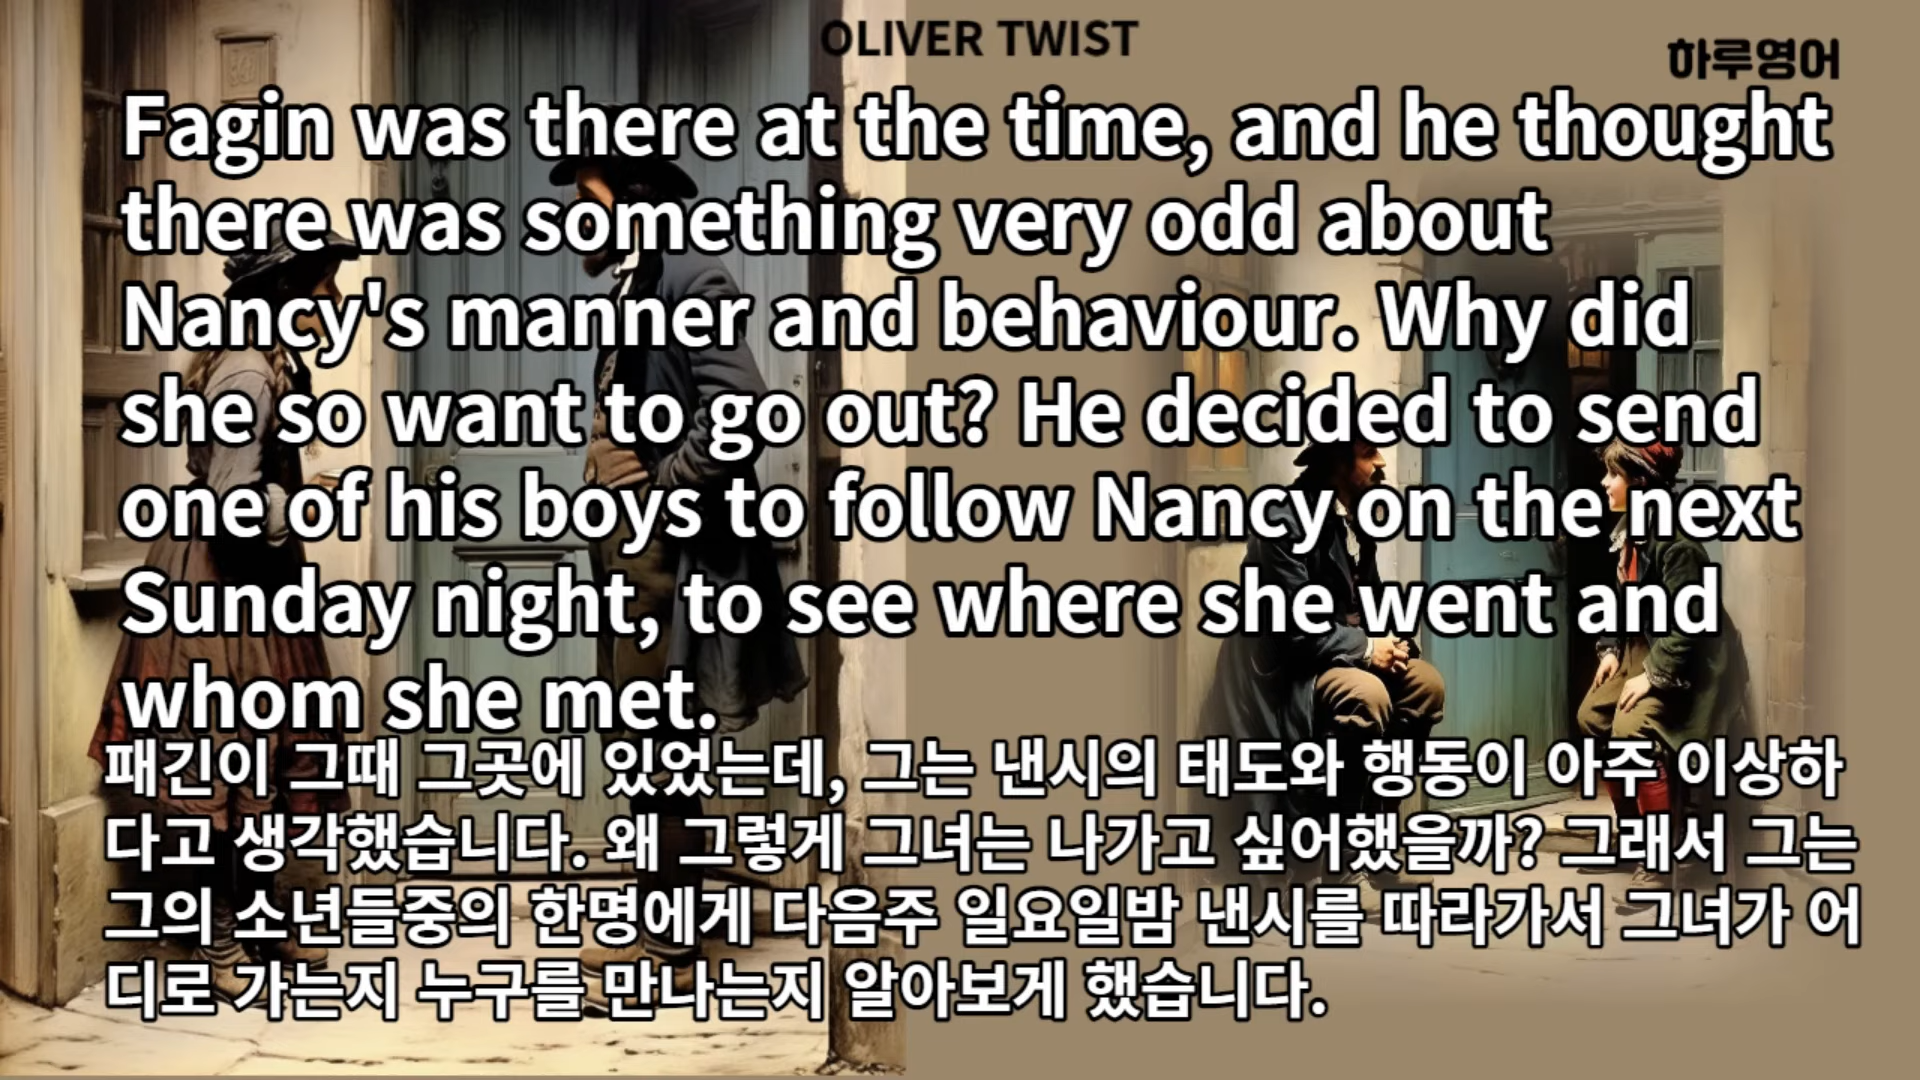 OLIVER TWIST
하루영어
Fagin was there at the time, and he thought
there was something very odd about
Nancy's manner and behaviour. Why did
she so want to go out? He decided to send
one of his boys to follow Nancy on the next
Sunday night, to see where she went and
whom she met.
패긴이 그때 그곳에 있었는데, 그는 낸시의 태도와 행동이 아주 이상하
다고 생각했습니다. 왜 그렇게 그녀는 나가고 싶어했을까? 그래서 그는
그의 소년들중의 한명에게 다음주 일요일밤 낸시를 따라가서 그녀가 어
디로 가는지 누구를 만나는지 알아보게 했습니다.